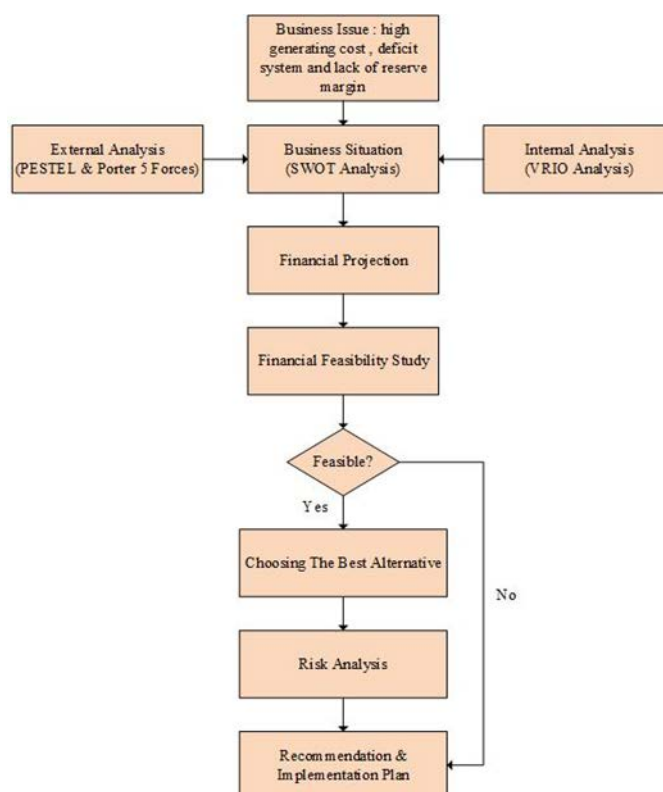 Business Issue : high
generating cost , deficit
system and lack of reserve
margin
External Analysis
(PESTEL & Porter 5 Forces)
Business Situation
(SWOT Analysis)
Internal Analysis
(VRIO Analysis)
Financial Projection
Financial Feasibility Study
Feasible?
Yes
No
Choosing The Best Alternative
Risk Analysis
Recommendation &
Implementation Plan